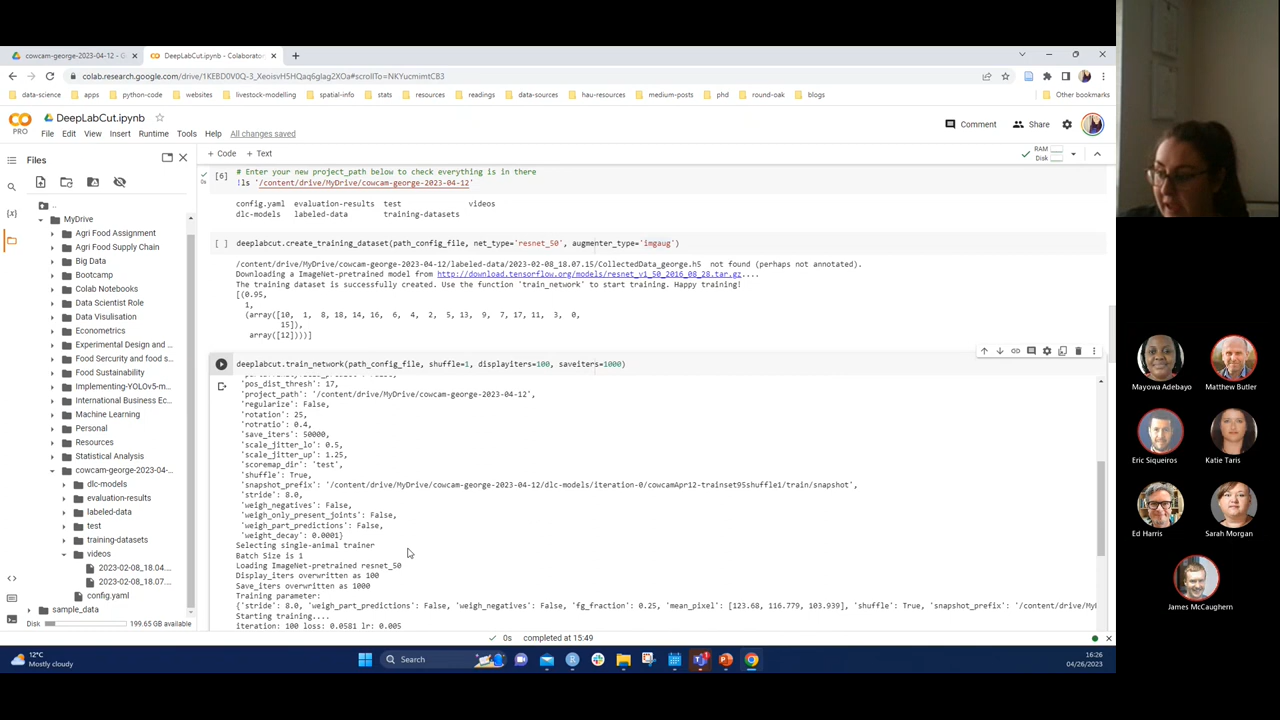 cowcam-george-2023-04-12 - G
DeepLabCut.ipynb - Colaborator
colab.research.google.com/drive/1KEBD0V0Q-3_XeoisvH5HQaq6glag2XOa#scrollTo=NKYucmimtCB3
data-science apps python-code websites livestock-modelling spatial-info stats resources readings data-sources hau-resources medium-posts phd round-oak blogs Other bookmarks
CO
PRO
DeepLabCut.ipynb
File Edit View Insert Runtime Tools Help All changes saved
Comment Share
Files
+ Code + Text
RAM
Disk
..
MyDrive
Agri Food Assignment
Agri Food Supply Chain
Big Data
Bootcamp
Colab Notebooks
Data Scientist Role
Data Visulisation
Econometrics
Experimental Design and ...
Food Sercurity and food s...
Food Sustainability
Implementing-YOLOv5-m...
International Business Ec...
Machine Learning
Personal
Resources
Statistical Analysis
cowcam-george-2023-04-...
dlc-models
evaluation-results
labeled-data
test
training-datasets
videos
2023-02-08_18.04....
2023-02-08_18.07....
config.yaml
sample_data
Disk 199.65 GB available
[6]
0s
# Enter your new project_path below to check everything is in there
!ls '/content/drive/MyDrive/cowcam-george-2023-04-12'
config.yaml evaluation-results test videos
dlc-models labeled-data training-datasets
[ ]
deeplabcut.create_training_dataset(path_config_file, net_type='resnet_50', augmenter_type='imgaug')
/content/drive/MyDrive/cowcam-george-2023-04-12/labeled-data/2023-02-08_18.07.15/CollectedData_george.h5 not found (perhaps not annotated).
Downloading a ImageNet-pretrained model from http://download.tensorflow.org/models/resnet_v1_50_2016_08_28.tar.gz....
The training dataset is successfully created. Use the function 'train_network' to start training. Happy training!
[(0.95,
1,
(array([10, 1, 8, 18, 14, 16, 6, 4, 2, 5, 13, 9, 7, 17, 11, 3, 0,
15]),
array([12])))]
deeplabcut.train_network(path_config_file, shuffle=1, displayiters=100, saveiters=1000)
'pos_dist_thresh': 17,
'project_path': '/content/drive/MyDrive/cowcam-george-2023-04-12',
'regularize': False,
'rotation': 25,
'rotratio': 0.4,
'save_iters': 50000,
'scale_jitter_lo': 0.5,
'scale_jitter_up': 1.25,
'scoremap_dir': 'test',
'shuffle': True,
'snapshot_prefix': '/content/drive/MyDrive/cowcam-george-2023-04-12/dlc-models/iteration-0/cowcamApr12-trainset95shuffle1/train/snapshot',
'stride': 8.0,
'weigh_negatives': False,
'weigh_only_present_joints': False,
'weigh_part_predictions': False,
'weight_decay': 0.0001}
Selecting single-animal trainer
Batch Size is 1
Loading ImageNet-pretrained resnet_50
Display_iters overwritten as 100
Save_iters overwritten as 1000
Training parameter:
{'stride': 8.0, 'weigh_part_predictions': False, 'weigh_negatives': False, 'fg_fraction': 0.25, 'mean_pixel': [123.68, 116.779, 103.939], 'shuffle': True, 'snapshot_prefix': '/content/drive/My
Starting training....
iteration: 100 loss: 0.0581 lr: 0.005
0s completed at 15:49
12°C
Mostly cloudy
Search
16:26
04/26/2023
Mayowa Adebayo
Matthew Butler
Eric Siqueiros
Katie Taris
Ed Harris
Sarah Morgan
James McCaughern